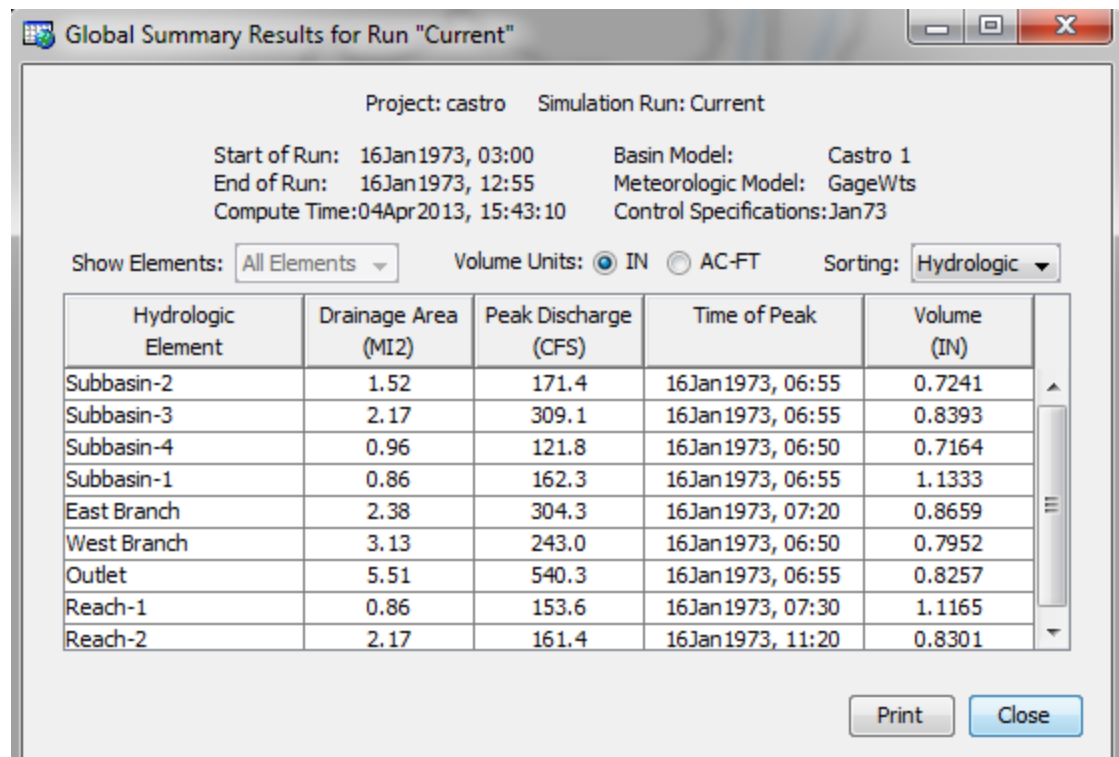 Global Summary Results for Run "Current"
Project: castro Simulation Run: Current
Start of Run: 16Jan1973, 03:00 Basin Model: Castro 1
End of Run: 16Jan1973, 12:55 Meteorologic Model: GageWts
Compute Time:04Apr2013, 15:43:10 Control Specifications:Jan73
Show Elements: All Elements Volume Units: IN AC-FT Sorting: Hydrologic
Hydrologic Drainage Area Peak Discharge Time of Peak Volume
Element (MI2) (CFS) (IN)
Subbasin-2 1.52 171.4 16Jan1973, 06:55 0.7241
Subbasin-3 2.17 309.1 16Jan1973, 06:55 0.8393
Subbasin-4 0.96 121.8 16Jan1973, 06:50 0.7164
Subbasin-1 0.86 162.3 16Jan1973, 06:55 1.1333
East Branch 2.38 304.3 16Jan1973, 07:20 0.8659
West Branch 3.13 243.0 16Jan1973, 06:50 0.7952
Outlet 5.51 540.3 16Jan1973, 06:55 0.8257
Reach-1 0.86 153.6 16Jan1973, 07:30 1.1165
Reach-2 2.17 161.4 16Jan1973, 11:20 0.8301
Print Close